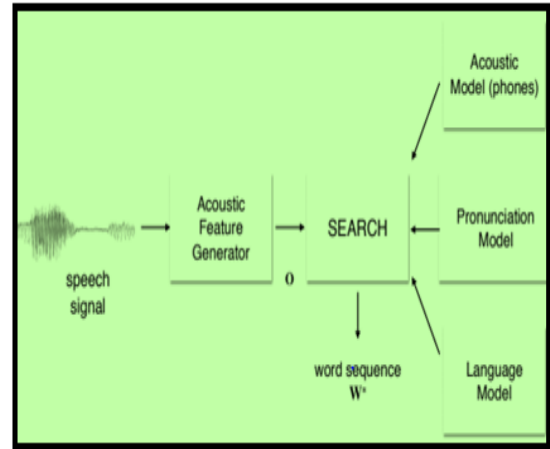 Acoustic
Model (phones)
Acoustic
Feature
Generator
SEARCH
Pronunciation
Model
speech
signal
O
word sequence
W*
Language
Model